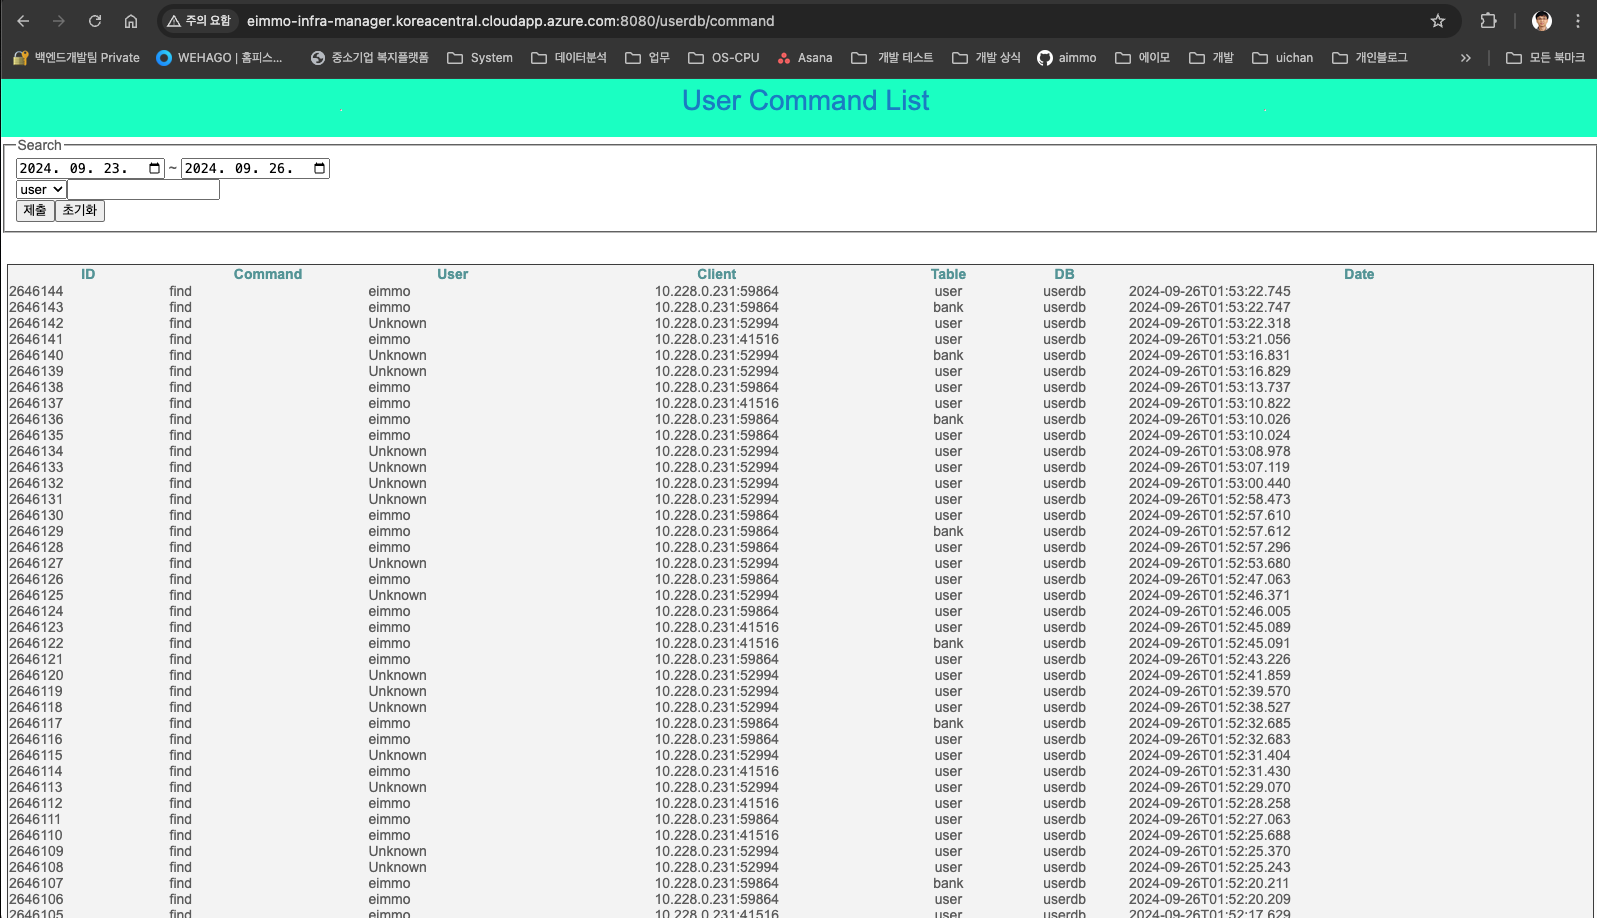 주의 요함 eimmo-infra-manager.koreacentral.cloudapp.azure.com:8080/userdb/command
백엔드개발팀 Private WEHAGO | 홈피스... 중소기업 복지플랫폼 System 데이터분석 업무 OS-CPU Asana 개발 테스트 개발 상식 aimmo 에이모 개발 uichan 개인블로그 » 모든 북마크
User Command List
Search
2024. 09. 23. ~ 2024. 09. 26.
user
제출 초기화
ID Command User Client Table DB Date
2646144 find eimmo 10.228.0.231:59864 user userdb 2024-09-26T01:53:22.745
2646143 find eimmo 10.228.0.231:59864 bank userdb 2024-09-26T01:53:22.747
2646142 find Unknown 10.228.0.231:52994 user userdb 2024-09-26T01:53:22.318
2646141 find eimmo 10.228.0.231:41516 user userdb 2024-09-26T01:53:21.056
2646140 find Unknown 10.228.0.231:52994 bank userdb 2024-09-26T01:53:16.831
2646139 find Unknown 10.228.0.231:52994 user userdb 2024-09-26T01:53:16.829
2646138 find eimmo 10.228.0.231:59864 user userdb 2024-09-26T01:53:13.737
2646137 find eimmo 10.228.0.231:41516 user userdb 2024-09-26T01:53:10.822
2646136 find eimmo 10.228.0.231:59864 bank userdb 2024-09-26T01:53:10.026
2646135 find eimmo 10.228.0.231:59864 user userdb 2024-09-26T01:53:10.024
2646134 find Unknown 10.228.0.231:52994 user userdb 2024-09-26T01:53:08.978
2646133 find Unknown 10.228.0.231:52994 user userdb 2024-09-26T01:53:07.119
2646132 find Unknown 10.228.0.231:52994 user userdb 2024-09-26T01:53:00.440
2646131 find Unknown 10.228.0.231:52994 user userdb 2024-09-26T01:52:58.473
2646130 find eimmo 10.228.0.231:59864 user userdb 2024-09-26T01:52:57.610
2646129 find eimmo 10.228.0.231:59864 bank userdb 2024-09-26T01:52:57.612
2646128 find eimmo 10.228.0.231:59864 user userdb 2024-09-26T01:52:57.296
2646127 find Unknown 10.228.0.231:52994 user userdb 2024-09-26T01:52:53.680
2646126 find eimmo 10.228.0.231:59864 user userdb 2024-09-26T01:52:47.063
2646125 find Unknown 10.228.0.231:52994 user userdb 2024-09-26T01:52:46.371
2646124 find eimmo 10.228.0.231:59864 user userdb 2024-09-26T01:52:46.005
2646123 find eimmo 10.228.0.231:41516 user userdb 2024-09-26T01:52:45.089
2646122 find eimmo 10.228.0.231:41516 bank userdb 2024-09-26T01:52:45.091
2646121 find eimmo 10.228.0.231:59864 user userdb 2024-09-26T01:52:43.226
2646120 find Unknown 10.228.0.231:52994 user userdb 2024-09-26T01:52:41.859
2646119 find Unknown 10.228.0.231:52994 user userdb 2024-09-26T01:52:39.570
2646118 find Unknown 10.228.0.231:52994 user userdb 2024-09-26T01:52:38.527
2646117 find eimmo 10.228.0.231:59864 bank userdb 2024-09-26T01:52:32.685
2646116 find eimmo 10.228.0.231:59864 user userdb 2024-09-26T01:52:32.683
2646115 find Unknown 10.228.0.231:52994 user userdb 2024-09-26T01:52:31.404
2646114 find eimmo 10.228.0.231:41516 user userdb 2024-09-26T01:52:31.430
2646113 find Unknown 10.228.0.231:52994 user userdb 2024-09-26T01:52:29.070
2646112 find eimmo 10.228.0.231:41516 user userdb 2024-09-26T01:52:28.258
2646111 find eimmo 10.228.0.231:59864 user userdb 2024-09-26T01:52:27.063
2646110 find eimmo 10.228.0.231:41516 user userdb 2024-09-26T01:52:25.688
2646109 find Unknown 10.228.0.231:52994 user userdb 2024-09-26T01:52:25.370
2646108 find Unknown 10.228.0.231:52994 user userdb 2024-09-26T01:52:25.243
2646107 find eimmo 10.228.0.231:59864 bank userdb 2024-09-26T01:52:20.211
2646106 find eimmo 10.228.0.231:59864 user userdb 2024-09-26T01:52:20.209
2646105 find eimmo 10.228.0.231:41516 user userdb 2024-09-26T01:52:17.629